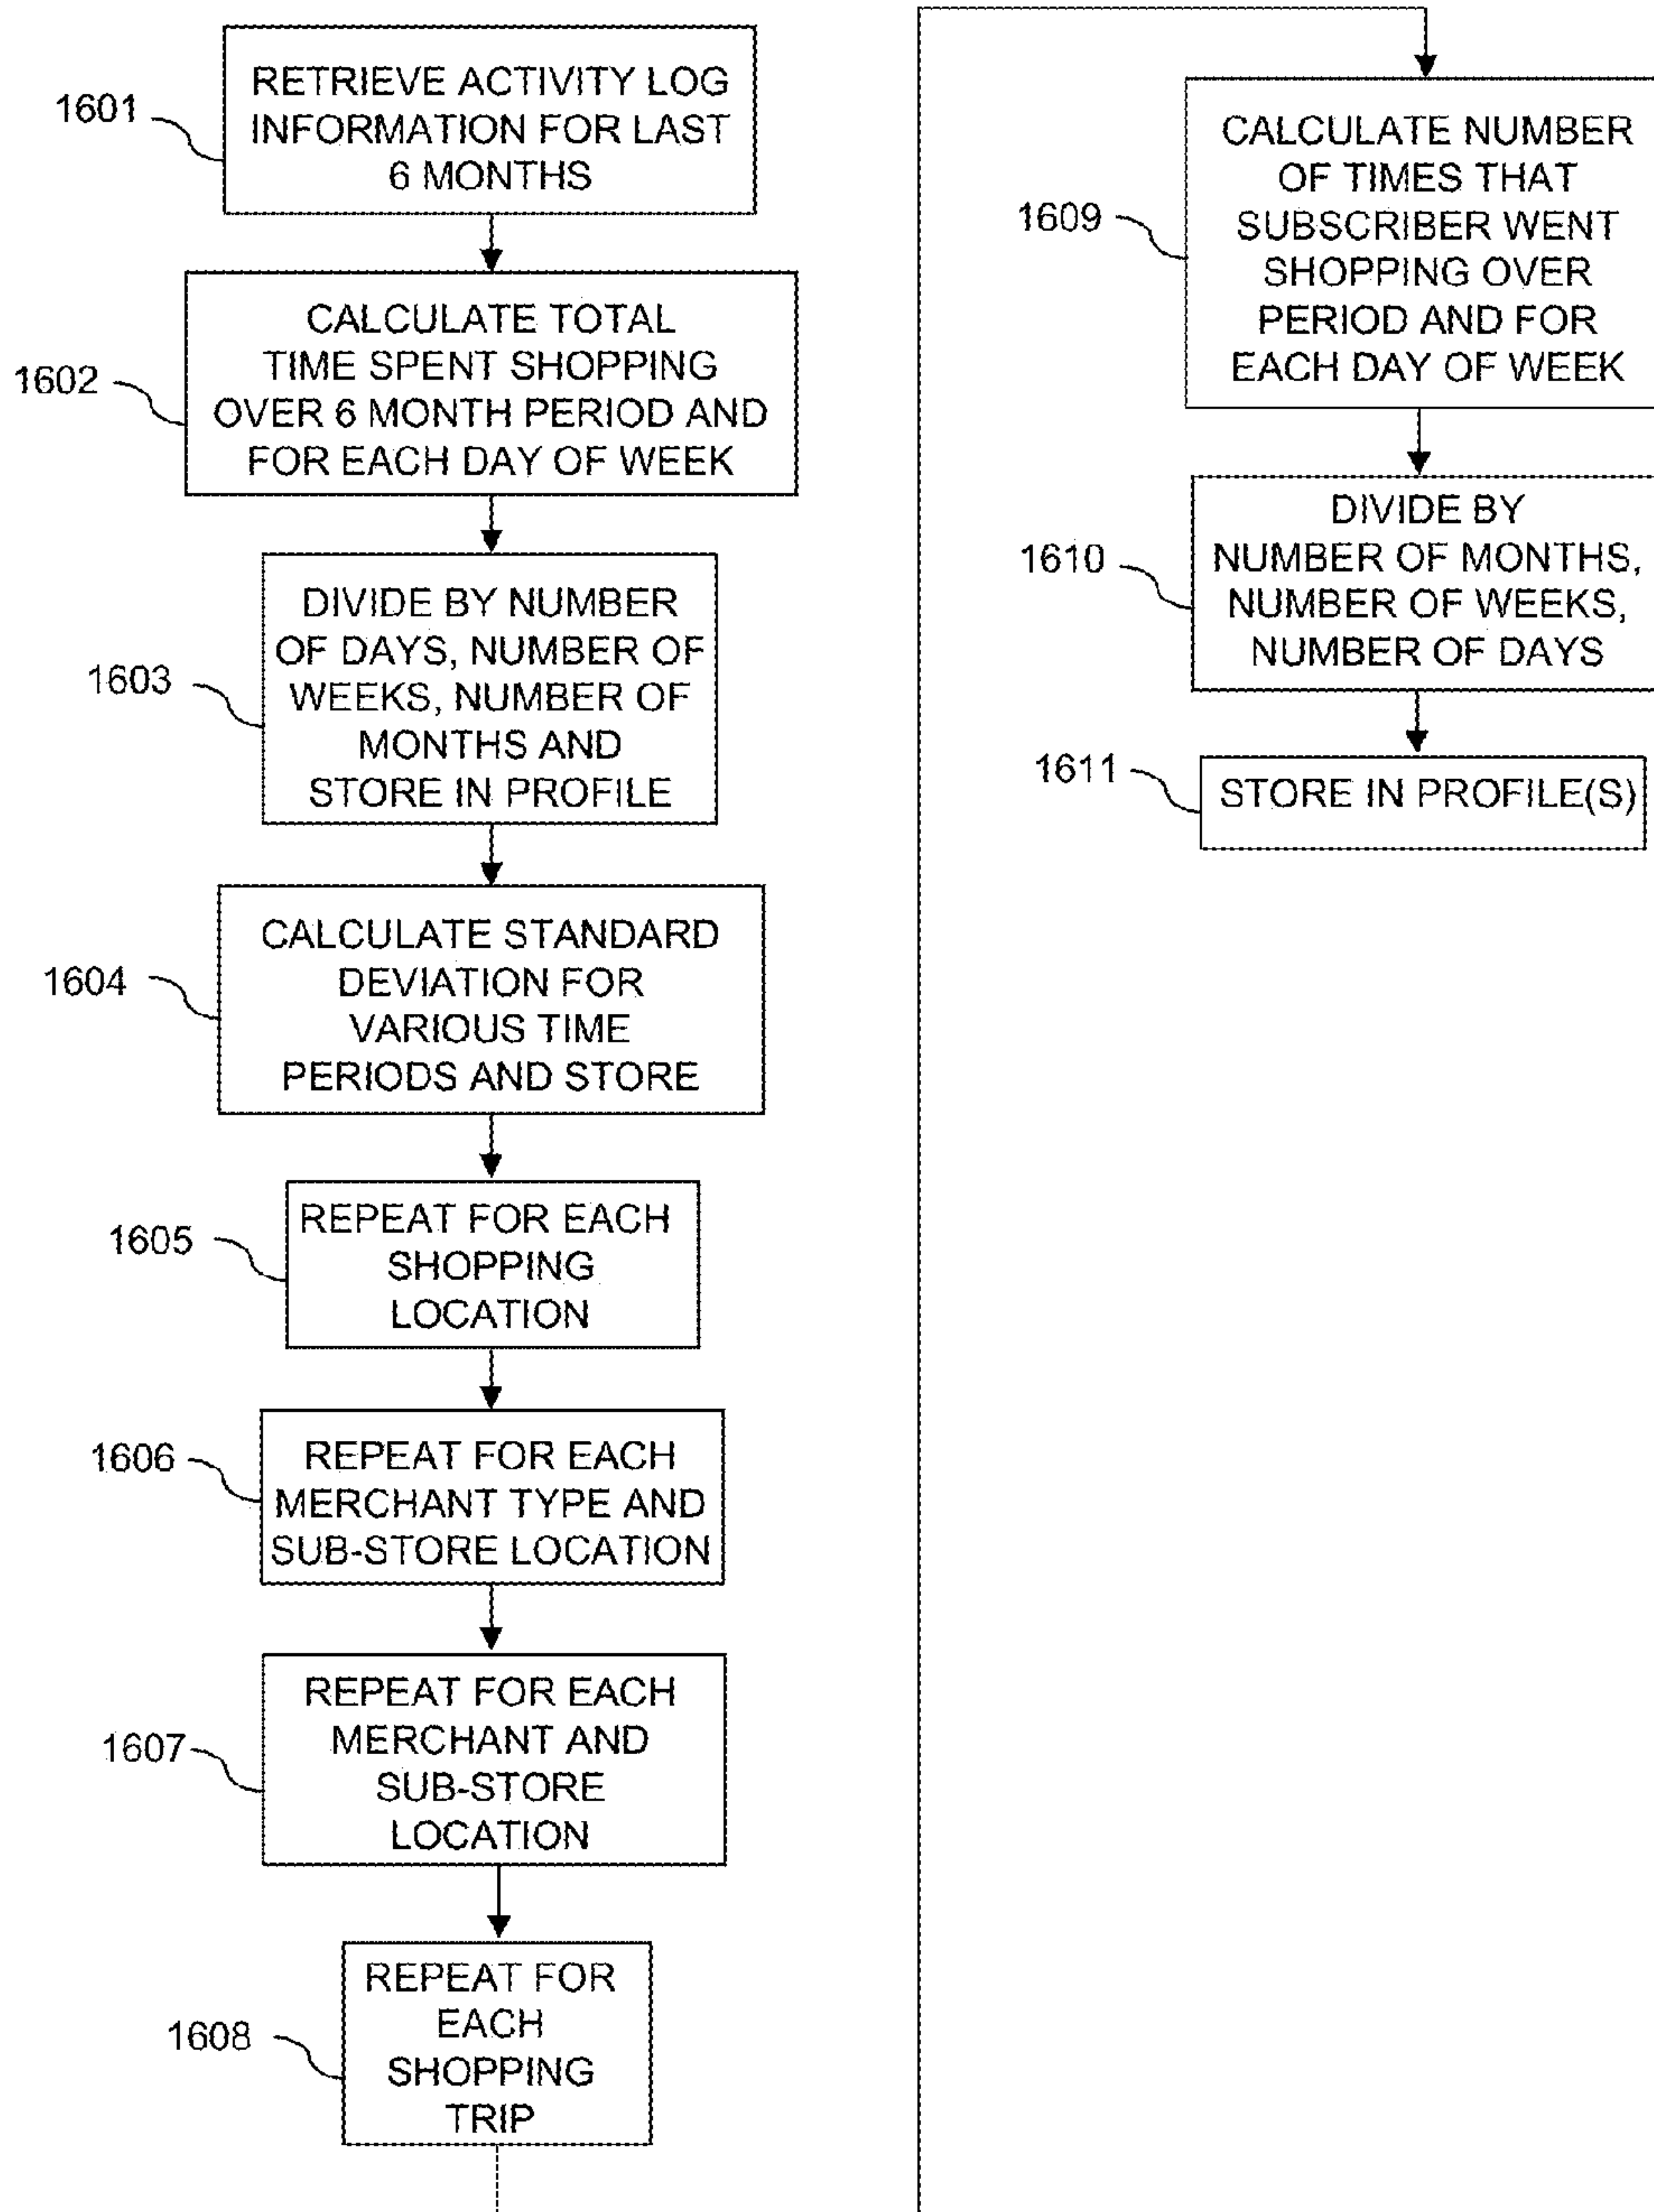 1601
RETRIEVE ACTIVITY LOG
INFORMATION FOR LAST
6 MONTHS
1602
CALCULATE TOTAL
TIME SPENT SHOPPING
OVER 6 MONTH PERIOD AND
FOR EACH DAY OF WEEK
1603
DIVIDE BY NUMBER
OF DAYS, NUMBER OF
WEEKS, NUMBER OF
MONTHS AND
STORE IN PROFILE
1604
CALCULATE STANDARD
DEVIATION FOR
VARIOUS TIME
PERIODS AND STORE
1605
REPEAT FOR EACH
SHOPPING
LOCATION
1606
REPEAT FOR EACH
MERCHANT TYPE AND
SUB-STORE LOCATION
1607
REPEAT FOR EACH
MERCHANT AND
SUB-STORE
LOCATION
1608
REPEAT FOR
EACH
SHOPPING
TRIP
1609
CALCULATE NUMBER
OF TIMES THAT
SUBSCRIBER WENT
SHOPPING OVER
PERIOD AND FOR
EACH DAY OF WEEK
1610
DIVIDE BY
NUMBER OF MONTHS,
NUMBER OF WEEKS,
NUMBER OF DAYS
1611
STORE IN PROFILE(S)